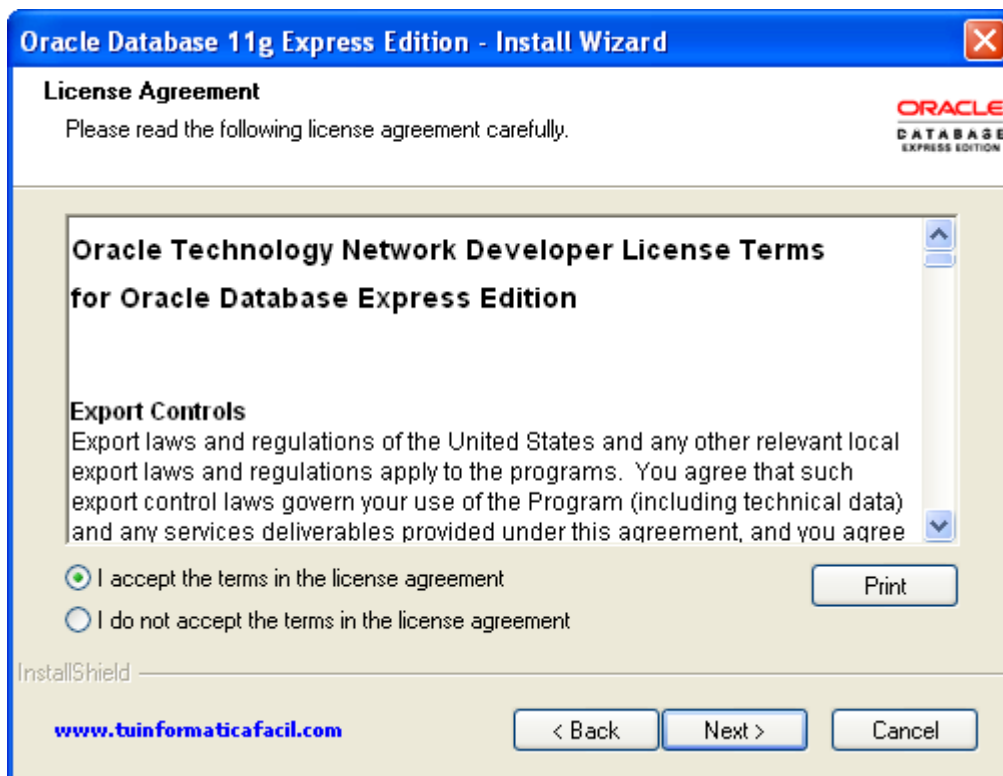 Oracle Database 11g Express Edition - Install Wizard
License Agreement
Please read the following license agreement carefully.
ORACLE
DATABASE
EXPRESS EDITION
Oracle Technology Network Developer License Terms
for Oracle Database Express Edition
Export Controls
Export laws and regulations of the United States and any other relevant local
export laws and regulations apply to the programs.  You agree that such
export control laws govern your use of the Program (including technical data)
and any services deliverables provided under this agreement, and you agree
I accept the terms in the license agreement
Print
I do not accept the terms in the license agreement
InstallShield
www.tuinformaticafacil.com
< Back
Next >
Cancel